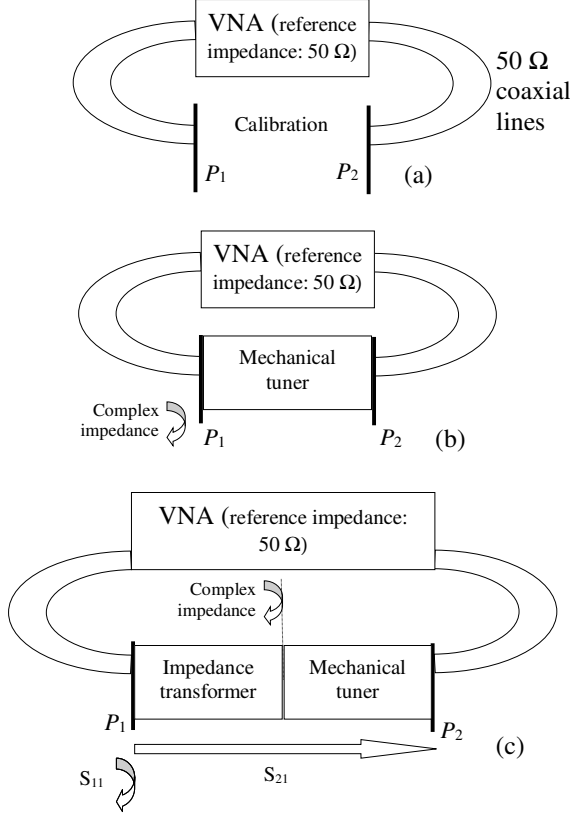 VNA (reference
impedance: 50 Ω)
50 Ω
coaxial
lines
Calibration
P1
P2
(a)
VNA (reference
impedance: 50 Ω)
Mechanical
tuner
Complex
impedance
P1
P2
(b)
VNA (reference impedance:
50 Ω)
Complex
impedance
Impedance
transformer
Mechanical
tuner
P1
P2
(c)
S11
S21